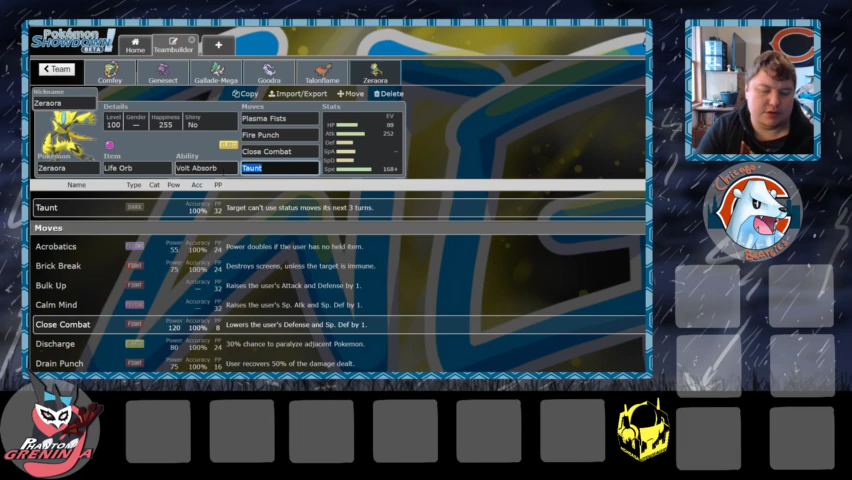 Pokémon
SHOWDOWN!
BETA
Home
Teambuilder
+
Team
Comfey
Genesect
Gallade-Mega
Goodra
Talonflame
Zeraora
Copy
Import/Export
Move
Delete
Nickname
Zeraora
Details
Level
100
Gender
—
Happiness
255
Shiny
No
Pokémon
Zeraora
Item
Life Orb
Ability
Volt Absorb
Moves
Plasma Fists
Fire Punch
Close Combat
Taunt
Stats
EV
HP 88
Atk 252
Def
SpA –
SpD
Spe 168+
Name Type Cat Pow Acc PP
Taunt DARK 100% 32 Target can't use status moves its next 3 turns.
Moves
Acrobatics Power 55 Accuracy 100% PP 24 Power doubles if the user has no held item.
Brick Break FIGHT Power 75 Accuracy 100% PP 24 Destroys screens, unless the target is immune.
Bulk Up FIGHT Accuracy — PP 32 Raises the user's Attack and Defense by 1.
Calm Mind Accuracy — PP 32 Raises the user's Sp. Atk and Sp. Def by 1.
Close Combat FIGHT Power 120 Accuracy 100% PP 8 Lowers the user's Defense and Sp. Def by 1.
Discharge Power 80 Accuracy 100% PP 24 30% chance to paralyze adjacent Pokemon.
Drain Punch FIGHT Power 75 Accuracy 100% PP 16 User recovers 50% of the damage dealt.
Chicago
Beartics
PHANTOM
GRENINJA